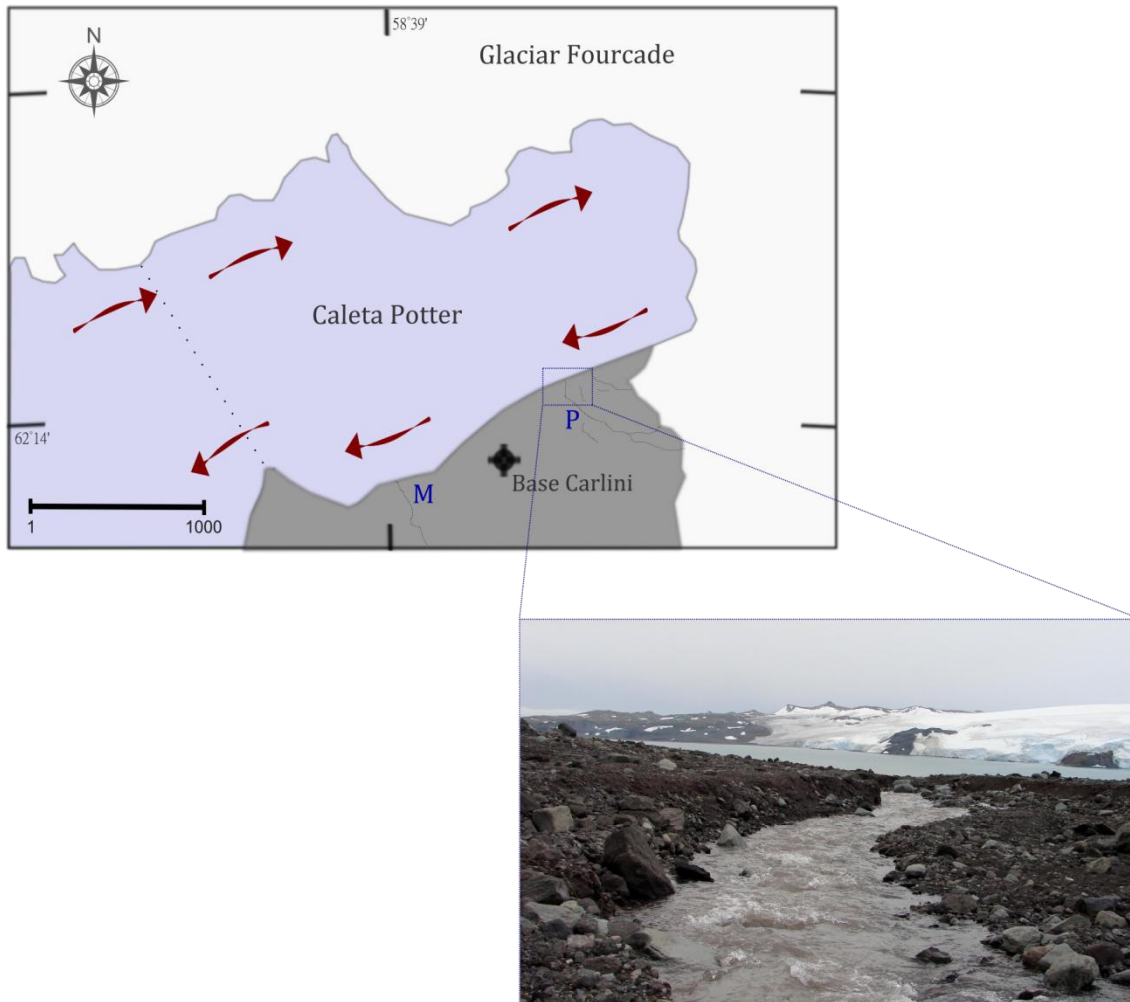 58°39'
N
Glaciar Fourcade
Caleta Potter
62°14'
P
Base Carlini
M
1
1000